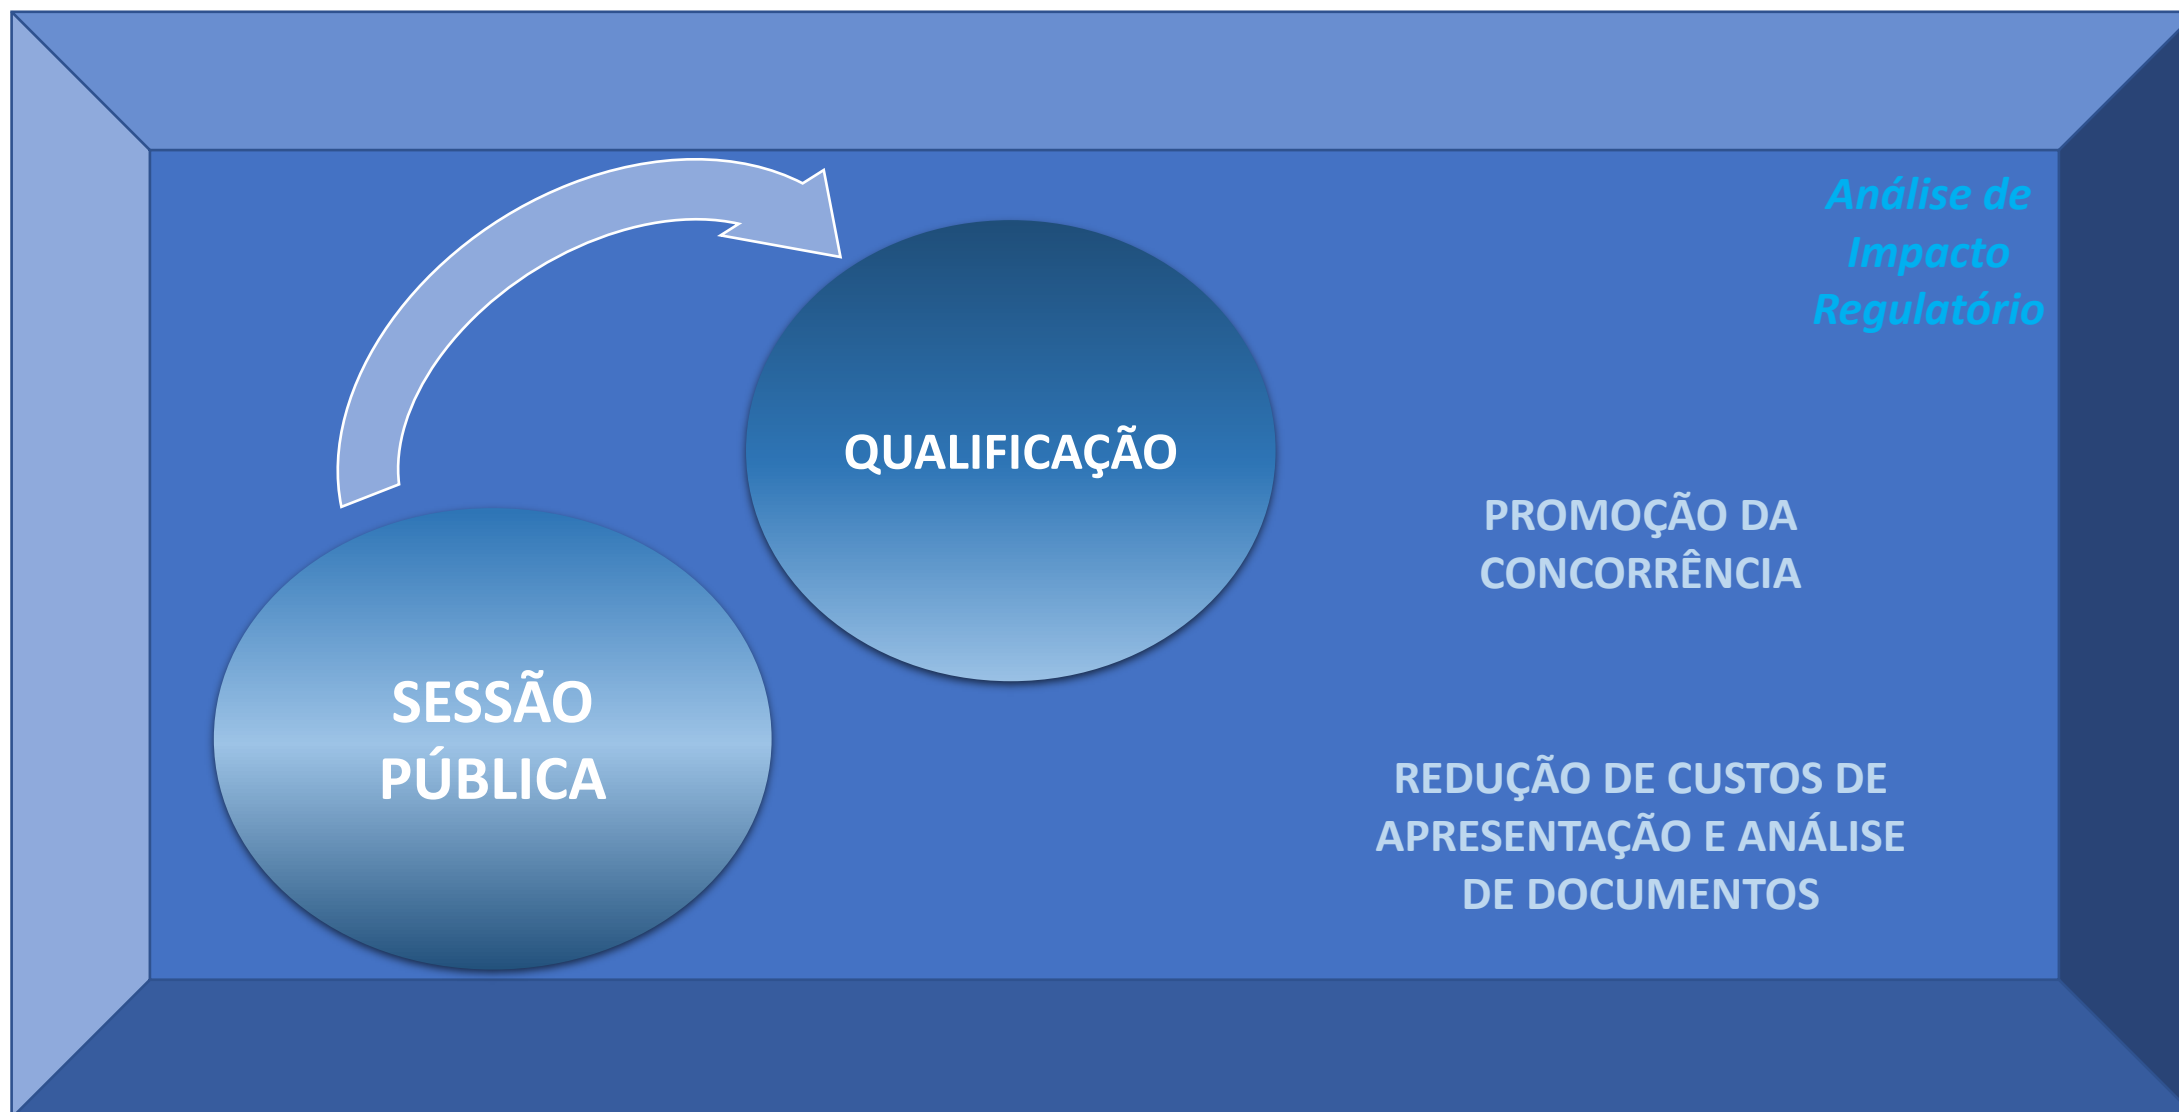 Análise de
Impacto
Regulatório
QUALIFICAÇÃO
SESSÃO
PÚBLICA
PROMOÇÃO DA
CONCORRÊNCIA
REDUÇÃO DE CUSTOS DE
APRESENTAÇÃO E ANÁLISE
DE DOCUMENTOS